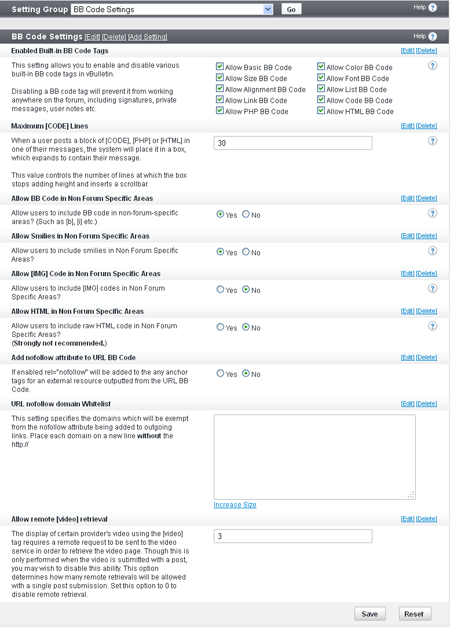 Setting Group BB Code Settings Go Help ?
BB Code Settings [Edit] [Delete] [Add Setting] Help ?
Enabled Built-in BB Code Tags [Edit] [Delete]
This setting allows you to enable and disable various
built-in BB code tags in vBulletin.
Disabling a BB code tag will prevent it from working
anywhere on the forum, including signatures, private
messages, user notes etc.
Allow Basic BB Code Allow Color BB Code ?
Allow Size BB Code Allow Font BB Code
Allow Alignment BB Code Allow List BB Code
Allow Link BB Code Allow Code BB Code
Allow PHP BB Code Allow HTML BB Code
Maximum [CODE] Lines [Edit] [Delete]
When a user posts a block of [CODE], [PHP] or [HTML] in
one of their messages, the system will place it in a box,
which expands to contain their message.
This value controls the number of lines at which the box
stops adding height and inserts a scrollbar.
30 ?
Allow BB Code in Non Forum Specific Areas [Edit] [Delete]
Allow users to include BB code in non-forum-specific
areas? (Such as [b], [i] etc.)
Yes No ?
Allow Smilies in Non Forum Specific Areas [Edit] [Delete]
Allow users to include smilies in Non Forum Specific
Areas?
Yes No ?
Allow [IMG] Code in Non Forum Specific Areas [Edit] [Delete]
Allow users to include [IMG] codes in Non Forum
Specific Areas?
Yes No ?
Allow HTML in Non Forum Specific Areas [Edit] [Delete]
Allow users to include raw HTML code in Non Forum
Specific Areas?
(Strongly not recommended.)
Yes No ?
Add nofollow attribute to URL BB Code [Edit] [Delete]
If enabled rel="nofollow" will be added to the any anchor
tags for an external resource outputted from the URL BB
Code.
Yes No
URL nofollow domain Whitelist [Edit] [Delete]
This setting specifies the domains which will be exempt
from the nofollow attribute being added to outgoing
links. Place each domain on a new line without the
http://
Increase Size
Allow remote [video] retrieval [Edit] [Delete]
The display of certain provider's video using the [video]
tag requires a remote request to be sent to the video
service in order to retrieve the video page. Though this is
only performed when the video is submitted with a post,
you may wish to disable this ability. This option
determines how many remote retrievals will be allowed
with a single post submission. Set this option to 0 to
disable remote retrieval.
3
Save Reset